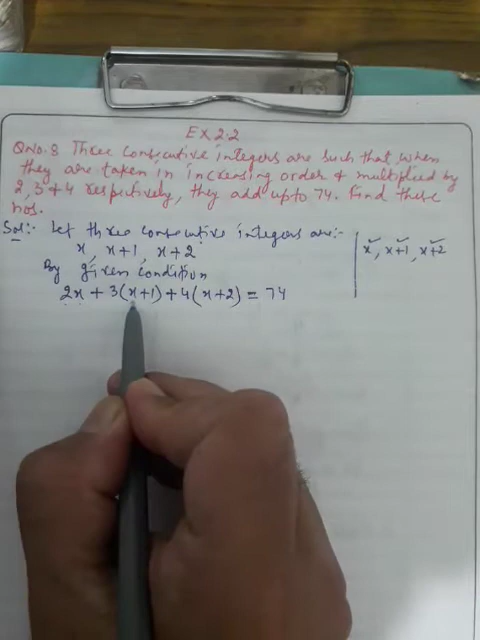 EX 2.2
Q No. 8 Three consecutive integers are such that when
they are taken in increasing order & multiplied by
2, 3 & 4 respectively, they add upto 74. Find these
nos.
Sol:- Let three consecutive integers are:-
x, x+1, x+2
x, x+1, x+2
By given condition
2x + 3(x+1) + 4(x+2) = 74